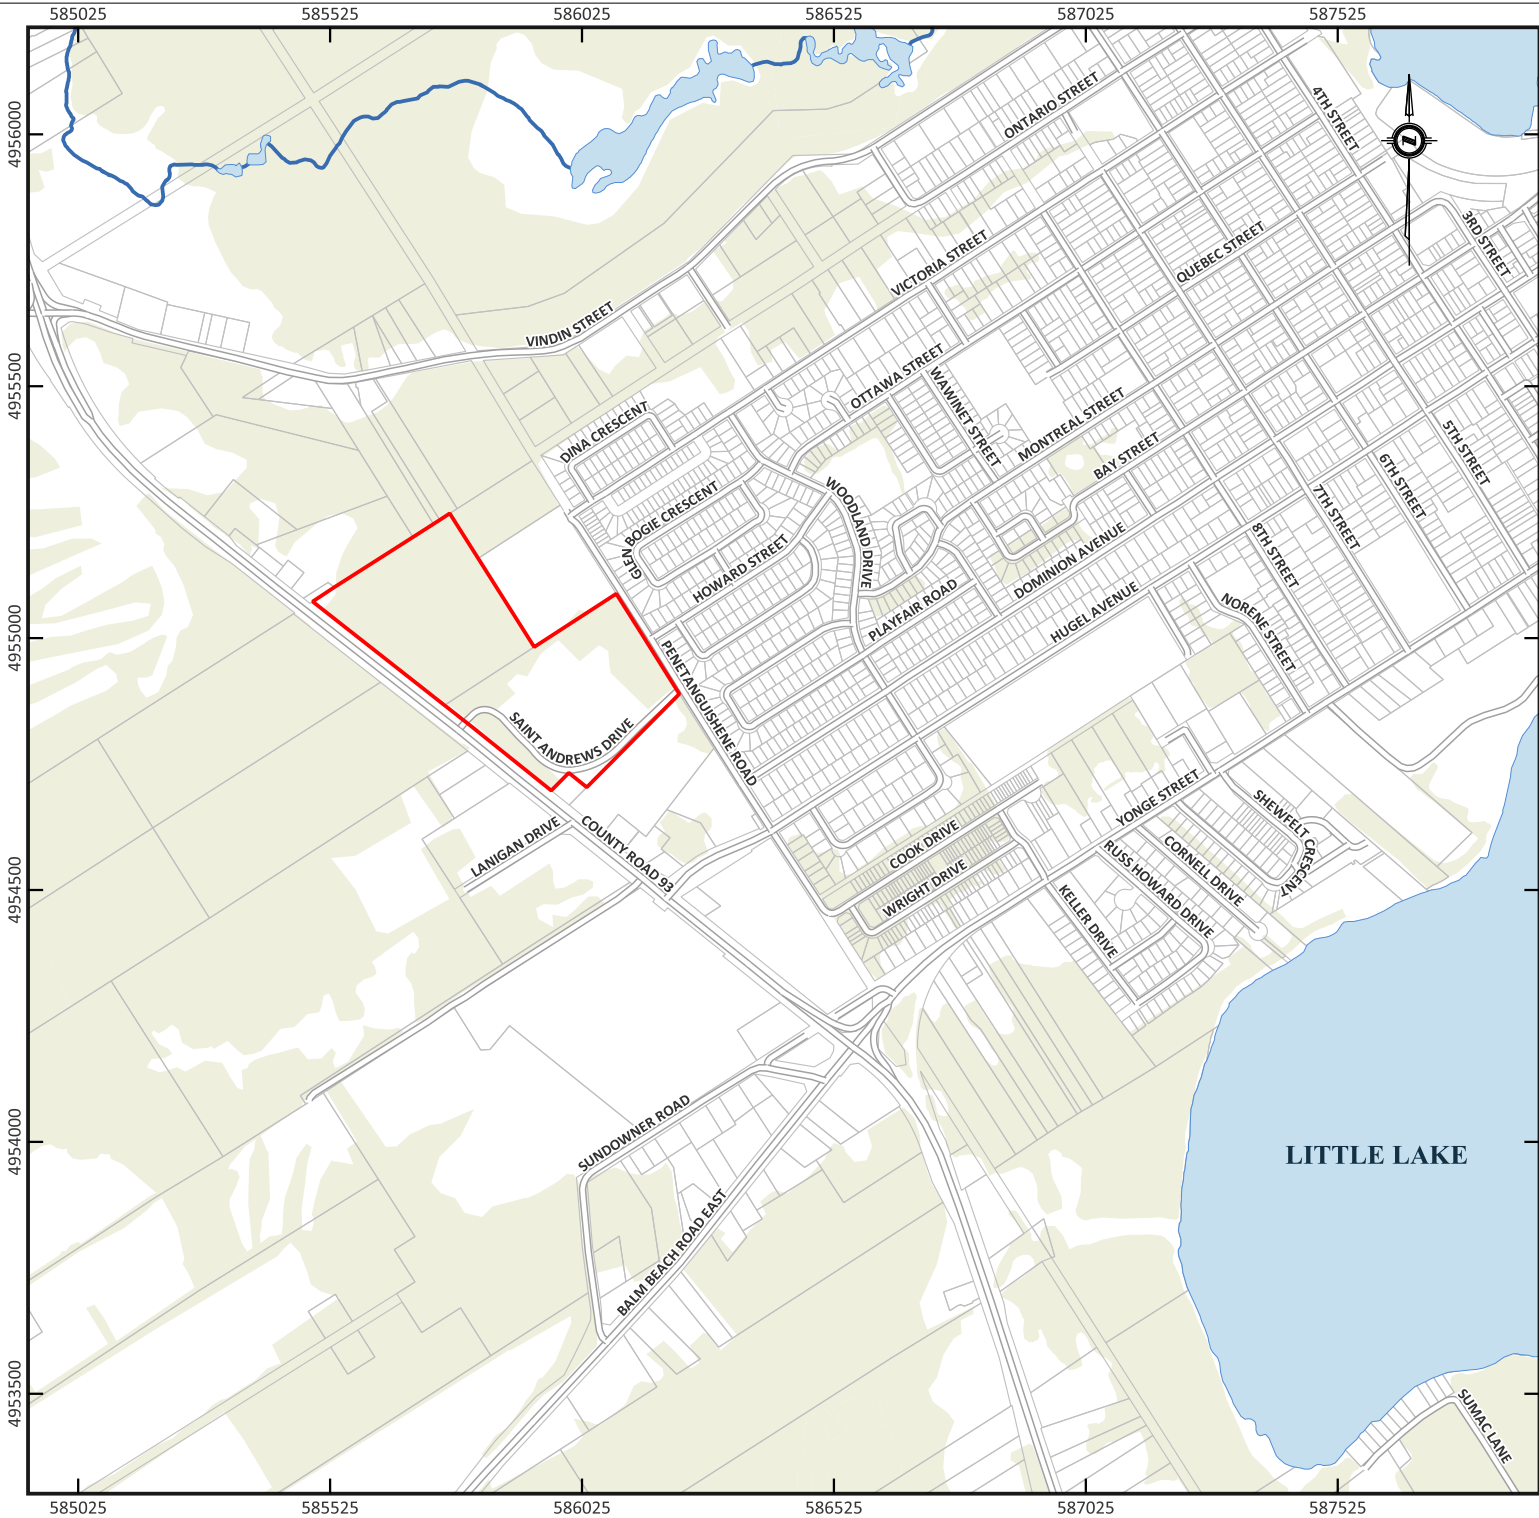 585025
585525
586025
586525
587025
587525
4956000
4955500
4955000
4954500
4954000
4953500
N
ONTARIO STREET
4TH STREET
3RD STREET
QUEBEC STREET
VICTORIA STREET
VINDIN STREET
OTTAWA STREET
WAWINET STREET
MONTREAL STREET
BAY STREET
5TH STREET
6TH STREET
7TH STREET
8TH STREET
DINA CRESCENT
GLEN BOGIE CRESCENT
WOODLAND DRIVE
HOWARD STREET
DOMINION AVENUE
PLAYFAIR ROAD
HUGEL AVENUE
NORENE STREET
PENETANGUISHENE ROAD
SAINT ANDREWS DRIVE
YONGE STREET
SHEWFELT CRESCENT
LANIGAN DRIVE
COUNTY ROAD 93
COOK DRIVE
WRIGHT DRIVE
RUSS HOWARD DRIVE
CORNELL DRIVE
KELLER DRIVE
SUNDOWNER ROAD
LITTLE LAKE
BALM BEACH ROAD EAST
SUMAC LANE
585025
585525
586025
586525
587025
587525